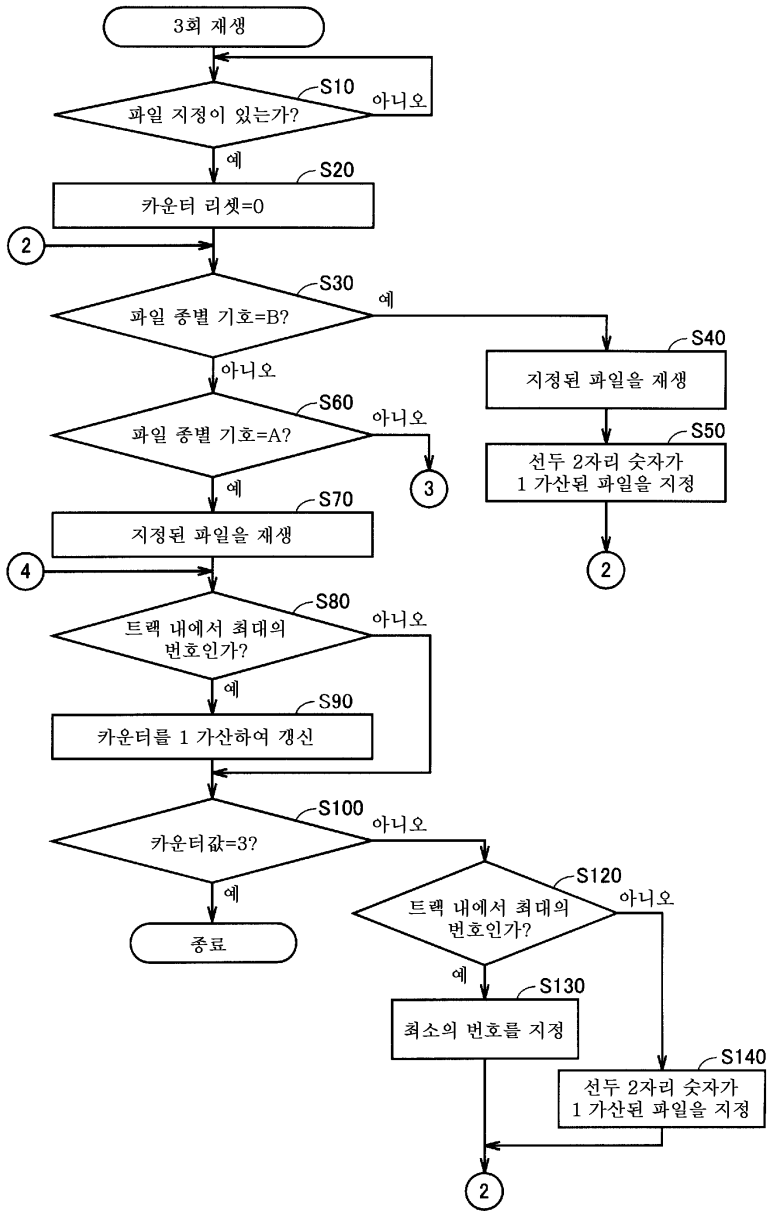 3회 재생
S10
파일 지정이 있는가?
아니오
예
S20
카운터 리셋=0
2
S30
파일 종별 기호=B?
예
아니오
S40
지정된 파일을 재생
S50
선두 2자리 숫자가
1 가산된 파일을 지정
2
S60
파일 종별 기호=A?
아니오
3
예
S70
지정된 파일을 재생
4
S80
트랙 내에서 최대의
번호인가?
아니오
예
S90
카운터를 1 가산하여 갱신
S100
카운터값=3?
아니오
예
종료
S120
트랙 내에서 최대의
번호인가?
아니오
예
S130
최소의 번호를 지정
S140
선두 2자리 숫자가
1 가산된 파일을 지정
2